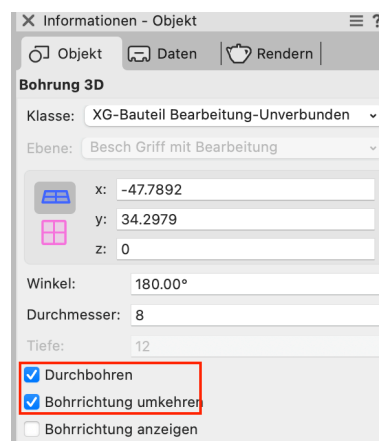 Informationen - Objekt ?
Objekt Daten Rendern
Bohrung 3D
Klasse: XG-Bauteil Bearbeitung-Unverbunden
Ebene: Besch Griff mit Bearbeitung
x: -47.7892
y: 34.2979
z: 0
Winkel: 180.00°
Durchmesser: 8
Tiefe: 12
Durchbohren
Bohrrichtung umkehren
Bohrrichtung anzeigen